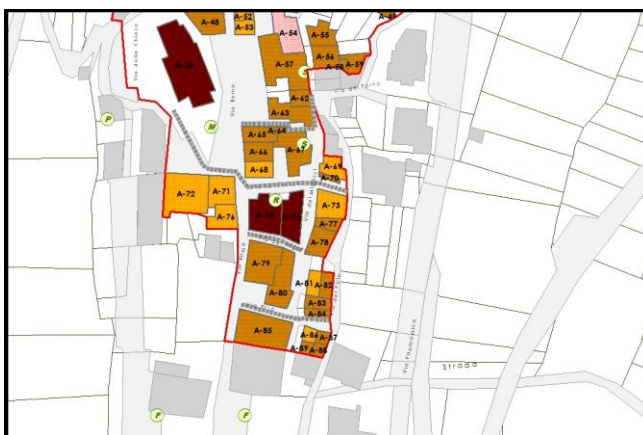 A-48
A-52
A-53
A-54
A-55
A-56
A-57
A-58
A-59
Via della Chiesa
Via Roma
Via del Forno
P
M
S
A-62
A-63
A-64
A-65
A-66
A-67
A-68
S
A-69
A-70
A-71
A-72
A-73
A-76
A-77
A-78
R
A-79
A-80
A-81
A-82
A-83
A-84
A-85
A-86
A-87
A-88
A-89
Via Roma
Strada
F
F